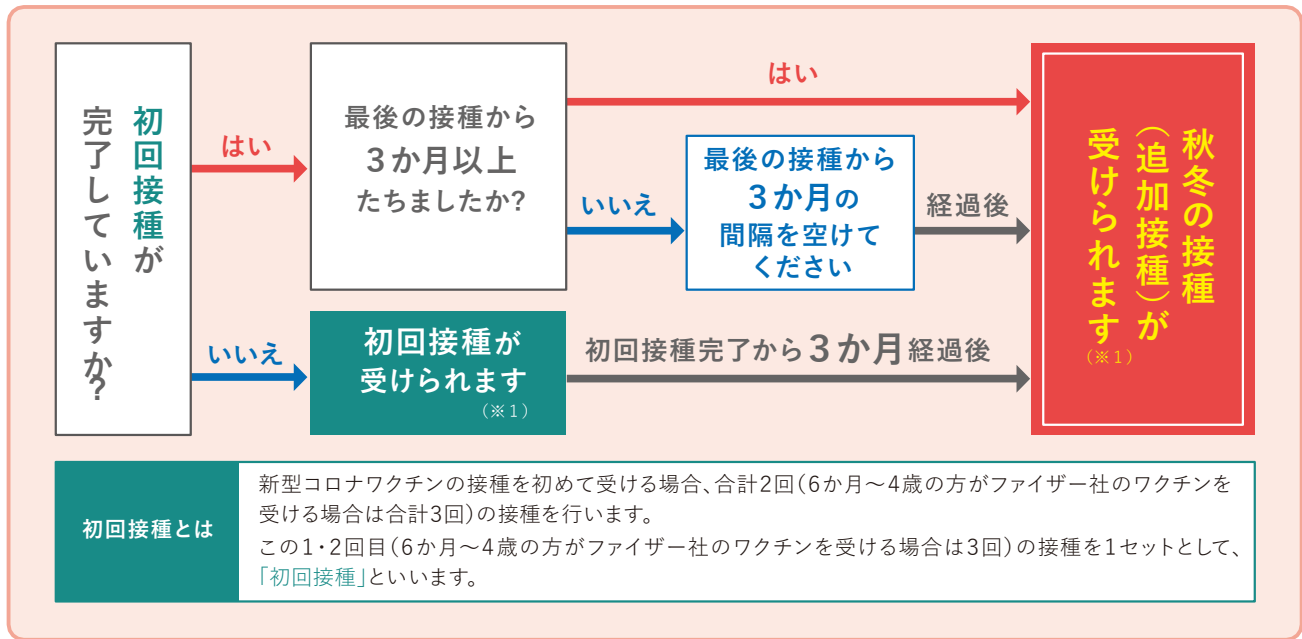 初回接種が
完了していますか?
はい
いいえ
最後の接種から
3か月以上
たちましたか?
はい
いいえ
最後の接種から
3か月の
間隔を空けて
ください
経過後
初回接種が
受けられます
(※1)
初回接種完了から3か月経過後
秋冬の接種
(追加接種)が
受けられます
(※1)
初回接種とは
新型コロナワクチンの接種を初めて受ける場合、合計2回(6か月～4歳の方がファイザー社のワクチンを
受ける場合は合計3回)の接種を行います。
この1・2回目(6か月～4歳の方がファイザー社のワクチンを受ける場合は3回)の接種を1セットとして、
「初回接種」といいます。